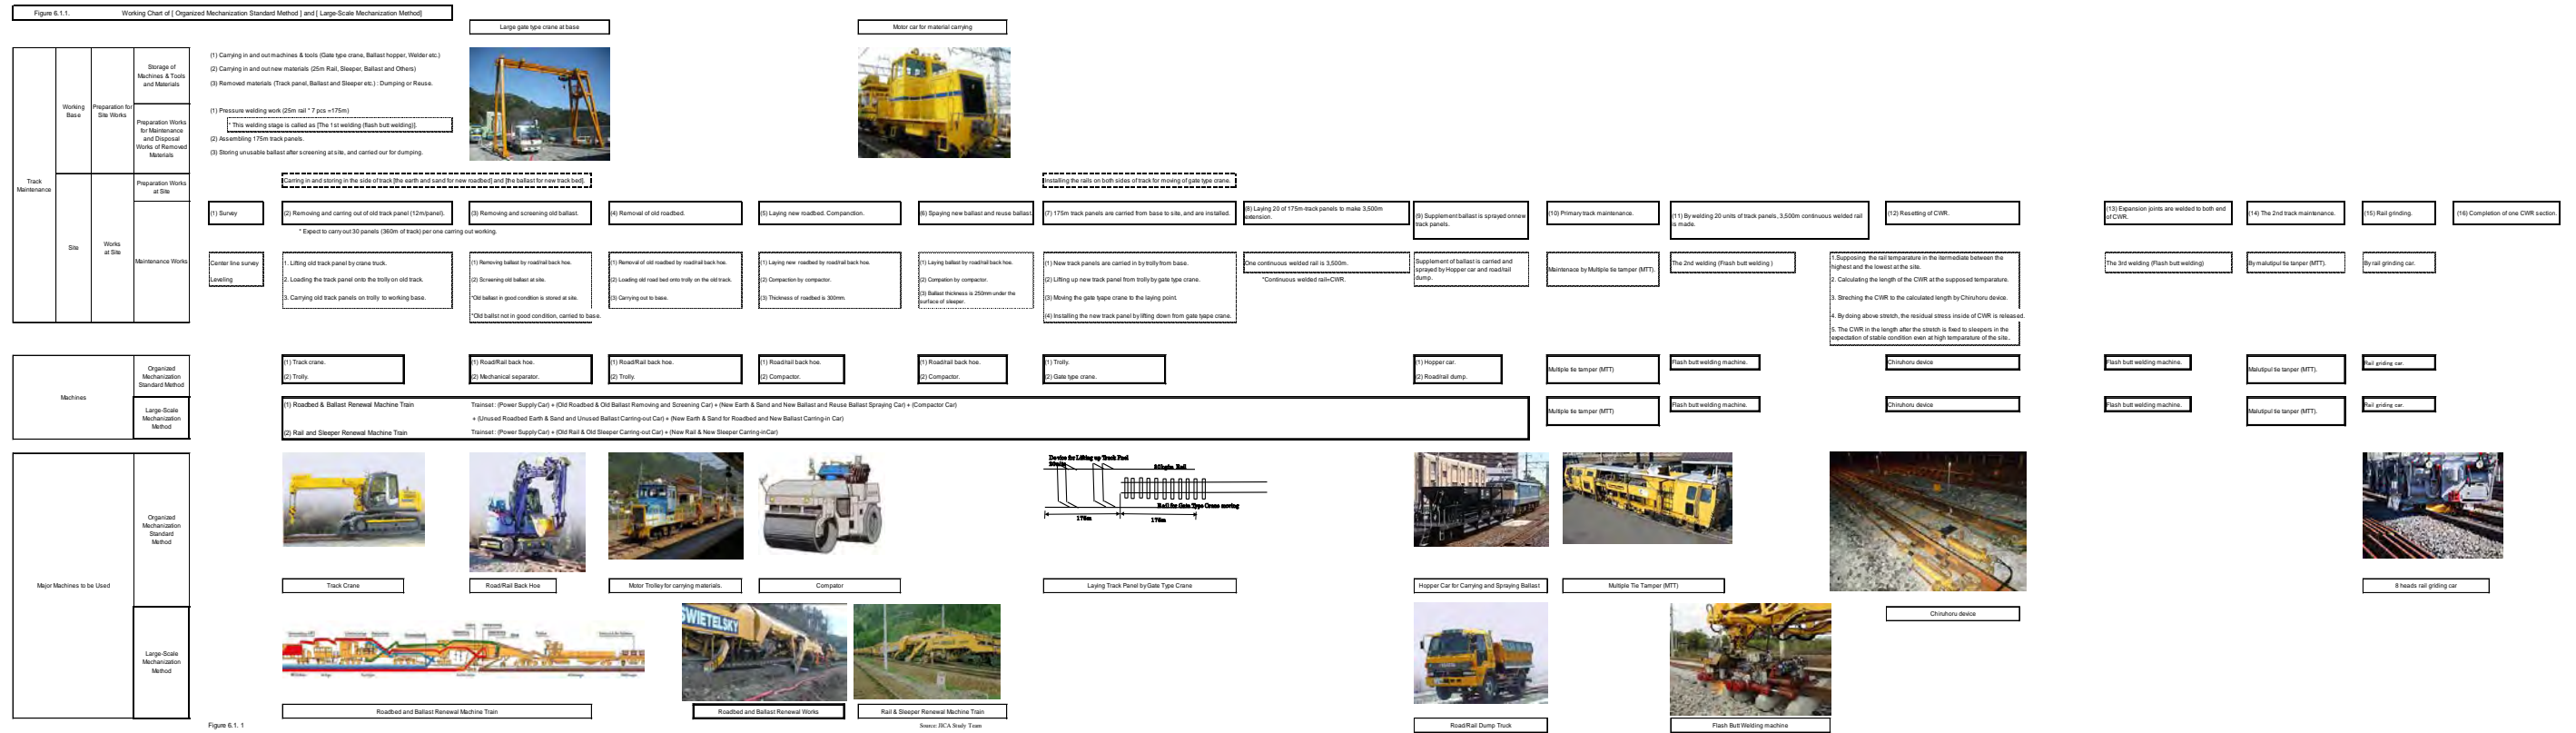 Figure 6.1.1. Working Chart of [ Organized Mechanization Standard Method ] and [ Large-Scale Mechanization Method]
Large gate type crane at base
Motor car for material carrying
Track
Maintenance
Working
Base
Preparation for
Site Works
Storage of
Machines & Tools
and Materials
(1) Carrying in and out machines & tools (Gate type crane, Ballast hopper, Welder etc.)
(2) Carrying in and out new materials (25m Rail, Sleeper, Ballast and Others)
(3) Removed materials (Track panel, Ballast and Sleeper etc.) : Dumping or Reuse.
Preparation Works
for Maintenance
and Disposal
Works of Removed
Materials
(1) Pressure welding work (25m rail * 7 pcs =175m)
* This welding stage is called as [The 1st welding (flash butt welding)].
(2) Assembling 175m track panels.
(3) Storing unusable ballast after screening at site, and carried our for dumping.
Site
Works
at Site
Preparation Works
at Site
Carring in and storing in the side of track [the earth and sand for new roadbed] and [the ballast for new track bed].
Installing the rails on both sides of track for moving of gate type crane.
Maintenance Works
(1) Survey
(2) Removing and carring out of old track panel (12m/panel).
(3) Removing and screening old ballast.
(4) Removal of old roadbed.
(5) Laying new roadbed. Companction.
(6) Spaying new ballast and reuse ballast.
(7) 175m track panels are carried from base to site, and are installed.
(8) Laying 20 of 175m-track panels to make 3,500m
extension.
(9) Supplement ballast is sprayed onnew
track panels.
(10) Primary track maintenance.
(11) By welding 20 units of track panels, 3,500m continuous welded rail
is made.
(12) Resetting of CWR.
(13) Expansion joints are welded to both end
of CWR.
(14) The 2nd track maintenance.
(15) Rail grinding.
(16) Completion of one CWR section.
* Expect to carry out 30 panels (360m of track) per one carring out working.
Center line survey
Leveling
1. Lifting old track panel by crane truck.
2. Loading the track panel onto the trolly on old track.
3. Carrying old track panels on trolly to working base.
(1) Removing ballast by road/rail back hoe.
(2) Screening old ballast at site.
*Old ballast in good condition is stored at site.
*Old ballst not in good condition, carried to base.
(1) Removal of old roadbed by road/rail back hoe.
(2) Loading old road bed onto trolly on the old track.
(3) Carrying out to base.
(1) Laying new roadbed by road/rail back hoe.
(2) Compaction by compactor.
(3) Thickness of roadbed is 300mm
(1) Laying ballast by road/rail back hoe.
(2) Compation by compactor.
(3) Ballast thickness is 250mm under the
surface of sleeper.
(1) New track panels are carried in by trolly from base.
(2) Lifting up new track panel from trolly by gate type crane.
(3) Moving the gate tyape crane to the laying point.
(4) Installing the new track panel by lifting down from gate tyape crane.
One continuous welded rail is 3,500m.
*Continuous welded rail=CWR.
Supplement of ballast is carried and
sprayed by Hopper car and road/rail
dump.
Maintenace by Multiple tie tamper (MTT).
The 2nd welding (Flash butt welding )
1.Supposing the rail temperature in the itermediate between the
highest and the lowest at the site.
2. Calculating the length of the CWR at the supposed temparature.
3. Streching the CWR to the calculated length by Chiruhoru device.
4. By doing above stretch, the residual stress inside of CWR is released.
5. The CWR in the length after the stretch is fixed to sleepers in the
expectation of stable condition even at high temparature of the site..
The 3rd welding (Flash butt welding)
By malutipul tie tanper (MTT).
By rail grinding car.
Machines
Organized
Mechanization
Standard Method
(1) Track crane.
(2) Trolly.
(1) Road/Rail back hoe.
(2) Mechanical separator.
(1) Road/Rail back hoe.
(2) Trolly.
(1) Road/rail back hoe.
(2) Compactor.
(1) Road/rail back hoe.
(2) Compactor.
(1) Trolly.
(2) Gate type crane.
(1) Hopper car.
(2) Road/rail dump.
Multiple tie tamper (MTT)
Flash butt welding machine.
Chiruhoru device
Flash butt welding machine.
Malutipul tie tanper (MTT).
Rail griding car.
Large-Scale
Mechanization
Method
(1) Roadbed & Ballast Renewal Machine Train
Trainset : (Power Supply Car) + (Old Roadbed & Old Ballast Removing and Screening Car) + (New Earth & Sand and New Ballast and Reuse Ballast Spraying Car) + (Compactor Car)
+ (Unused Roadbed Earth & Sand and Unused Ballast Carring-out Car) + (New Earth & Sand for Roadbed and New Ballast Carring-in Car)
(2) Rail and Sleeper Renewal Machine Train
Trainset : (Power Supply Car) + (Old Rail & Old Sleeper Carring-out Car) + (New Rail & New Sleeper Carring-inCar)
Multiple tie tamper (MTT)
Flash butt welding machine.
Chiruhoru device
Flash butt welding machine.
Malutipul tie tanper (MTT).
Rail griding car.
Major Machines to be Used
Organized
Mechanization
Standard
Method
Device for Lifting up Track Panel
Rail
Rail for Gate Type Crane moving
175m
175m
Track Crane
Road/Rail Back Hoe
Motor Trolley for carrying materials.
Compator
Laying Track Panel by Gate Type Crane
Hopper Car for Carrying and Spraying Ballast
Multiple Tie Tamper (MTT)
8 heads rail griding car
Chiruhoru device
Large-Scale
Mechanization
Method
SWIETELSKY
Roadbed and Ballast Renewal Machine Train
Roadbed and Ballast Renewal Works
Rail & Sleeper Renewal Machine Train
Road/Rail Dump Truck
Flash Butt Welding machine
Figure 6.1. 1
Source: JICA Study Team